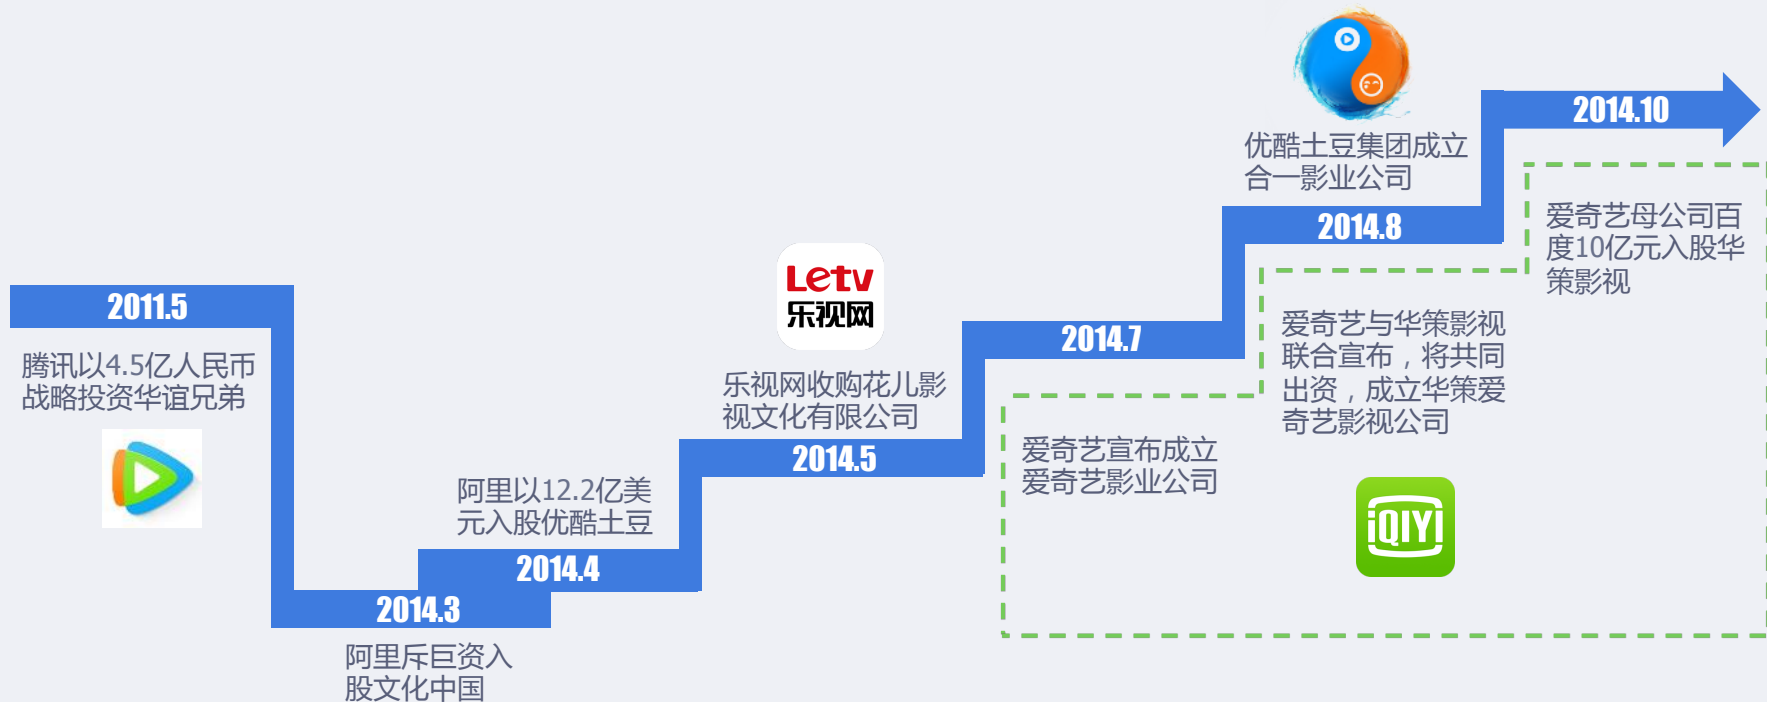 2011.5
腾讯以4.5亿人民币
战略投资华谊兄弟
2014.3
阿里斥巨资入
股文化中国
阿里以12.2亿美
元入股优酷土豆
2014.4
Letv
乐视网
乐视网收购花儿影
视文化有限公司
2014.5
2014.7
爱奇艺宣布成立
爱奇艺影业公司
优酷土豆集团成立
合一影业公司
2014.8
爱奇艺与华策影视
联合宣布，将共同
出资，成立华策爱
奇艺影视公司
iQIYI
2014.10
爱奇艺母公司百
度10亿元入股华
策影视